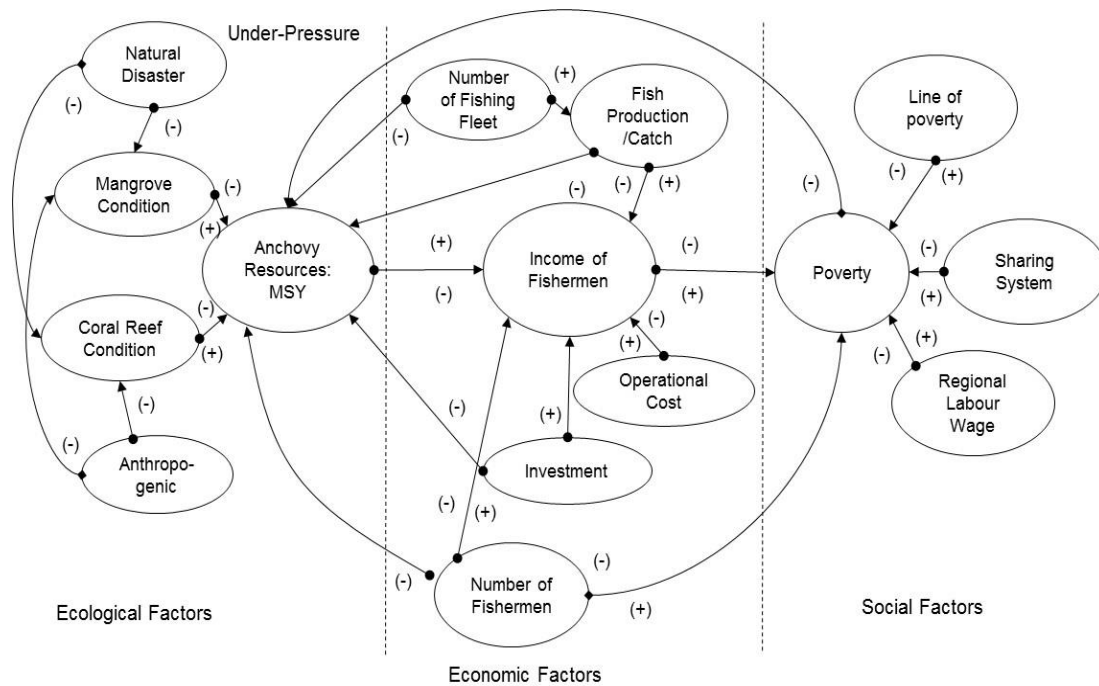 Under-Pressure
Natural
Disaster
(-)
(-)
Mangrove
Condition
(-)
(+)
Anchovy
Resources:
MSY
Coral Reef
Condition
(-)
(+)
(-)
(-)
Anthropo-
genic
Ecological Factors
Number
of Fishing
Fleet
(+)
(-)
Fish
Production
/Catch
(-)
(-)
(+)
(+)
(-)
Income of
Fishermen
(-)
(+)
(-)
(+)
Operational
Cost
(-)
(+)
Investment
(-)
(+)
(-)
Number of
Fishermen
(-)
(+)
Economic Factors
Line of
poverty
(-)
(-)
(+)
Poverty
(-)
(+)
Sharing
System
(+)
(-)
Regional
Labour
Wage
Social Factors